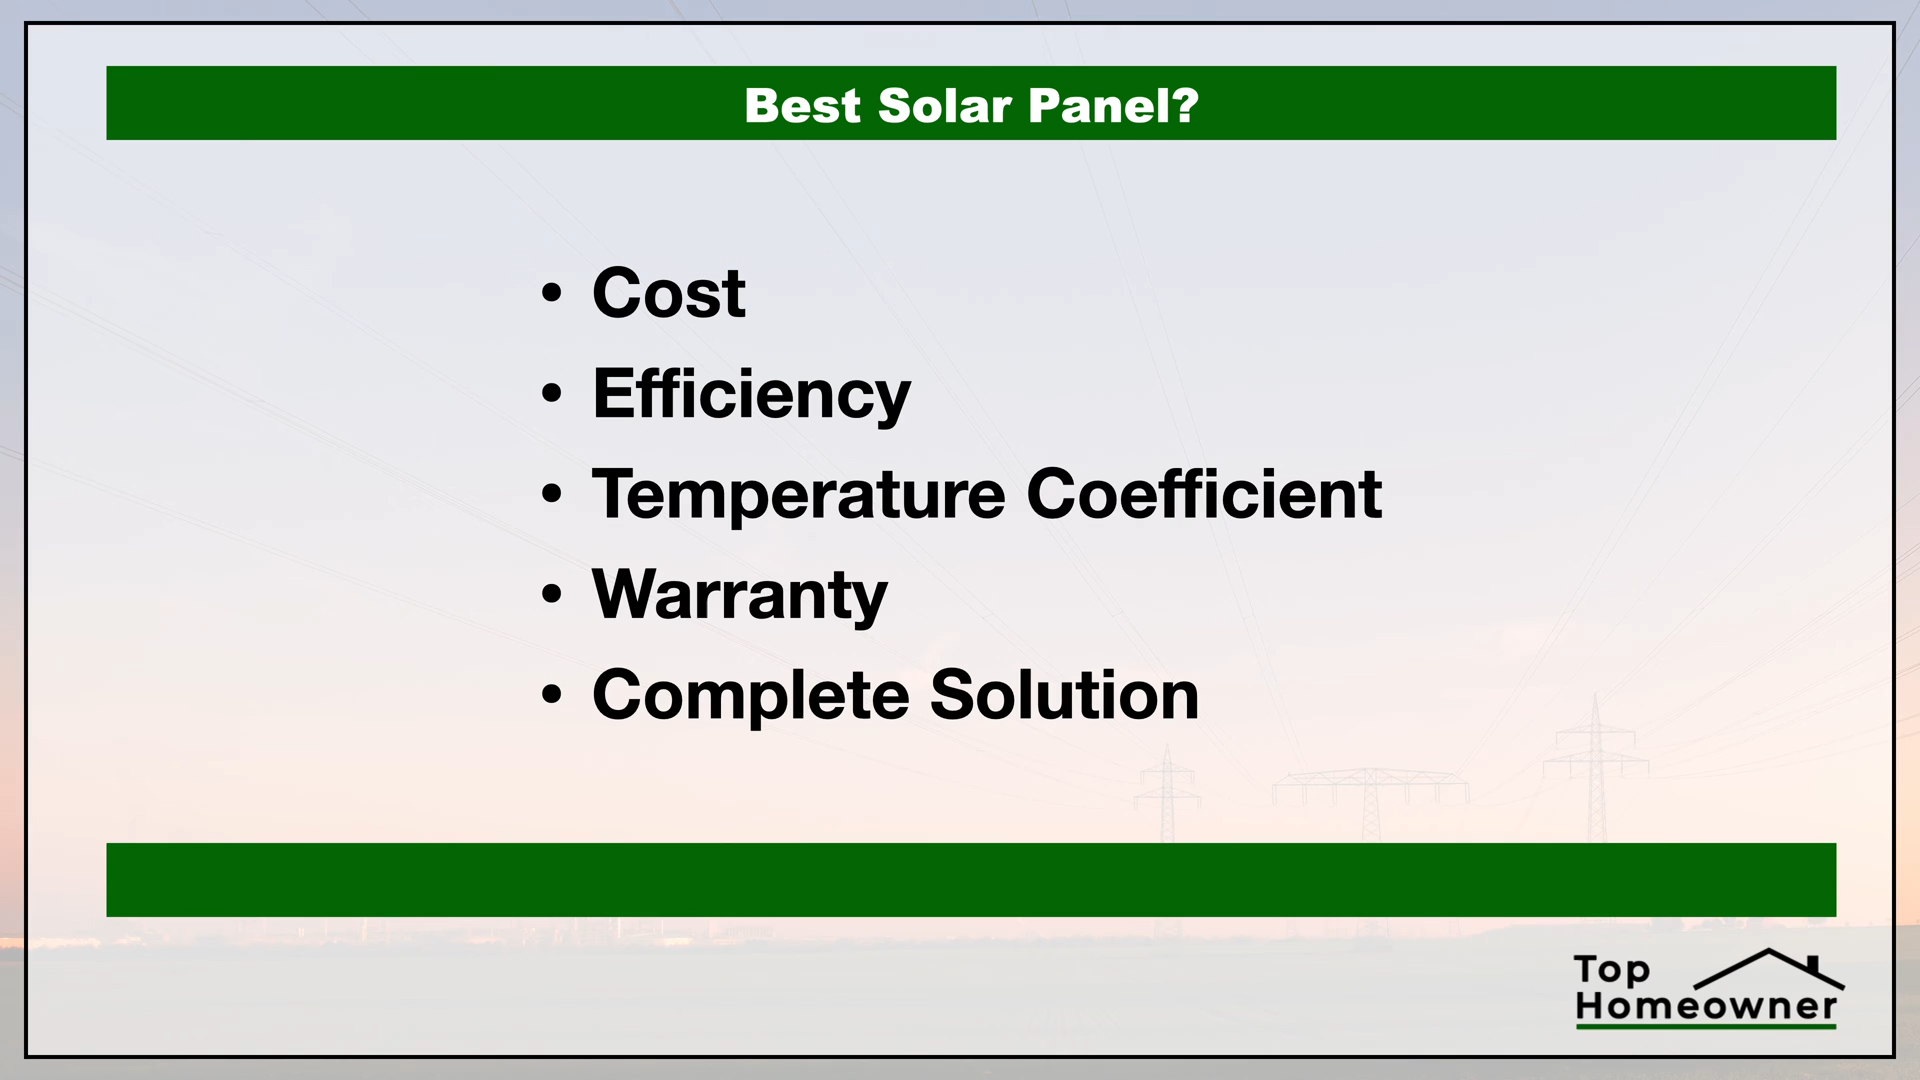 Best Solar Panel?
• Cost
• Efficiency
• Temperature Coefficient
• Warranty
• Complete Solution
Top
Homeowner